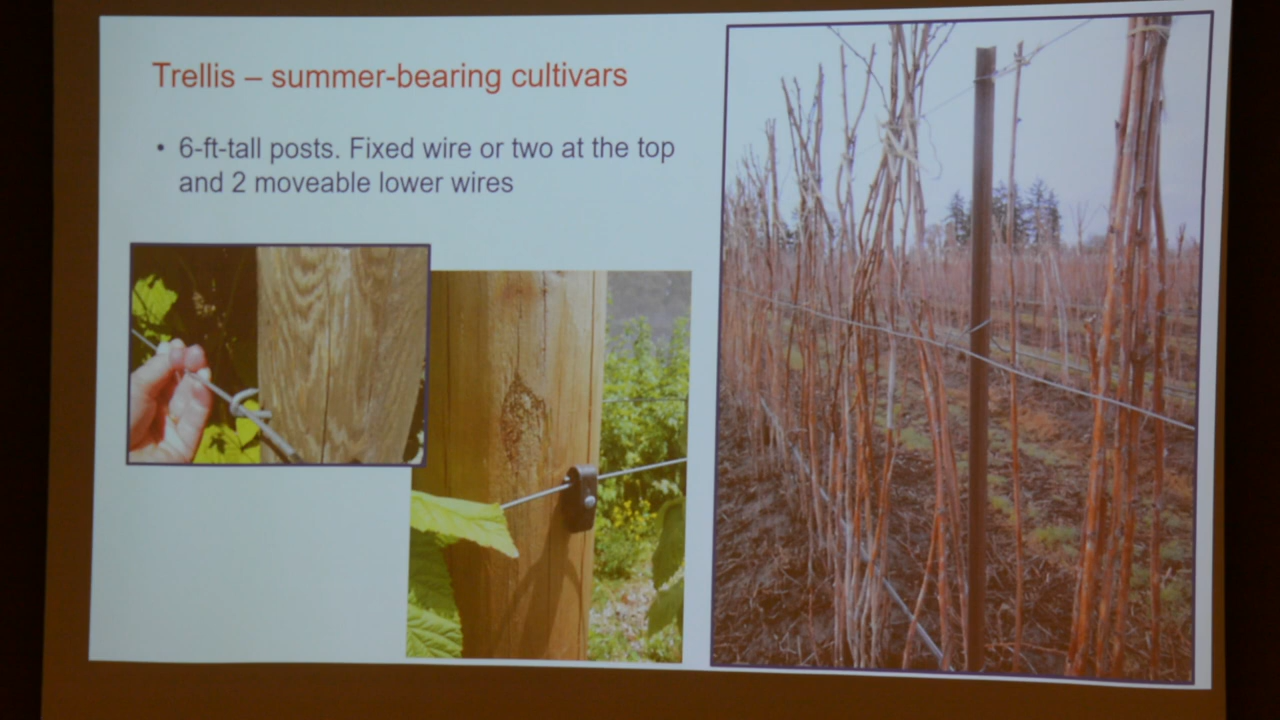 Trellis – summer-bearing cultivars
• 6-ft-tall posts. Fixed wire or two at the top
and 2 moveable lower wires